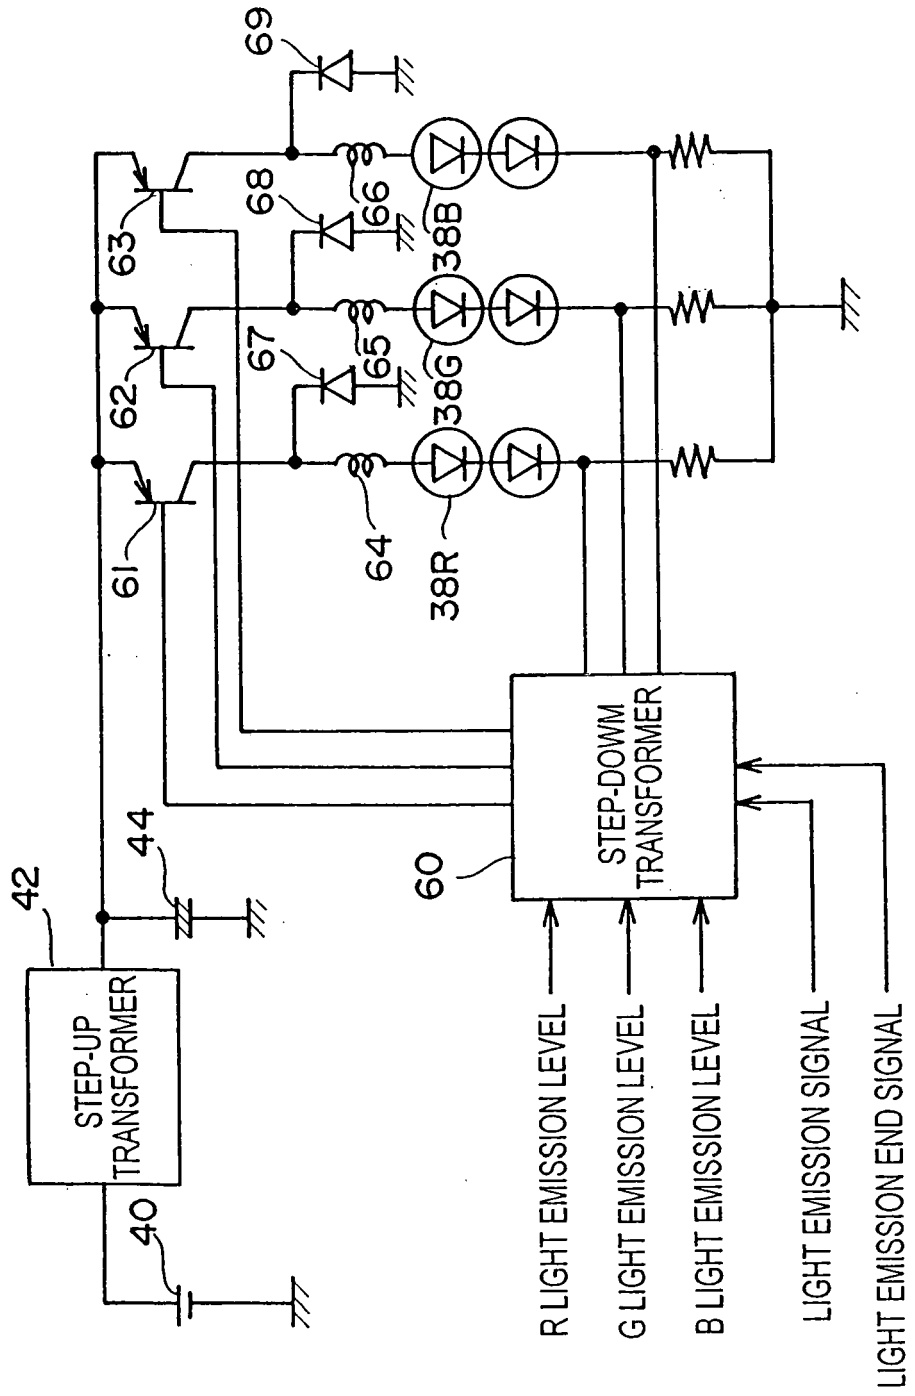 40
STEP-UP
TRANSFORMER
42
44
61
62
63
64
65
66
67
68
69
38R
38G
38B
60
STEP-DOWM
TRANSFORMER
R LIGHT EMISSION LEVEL
G LIGHT EMISSION LEVEL
B LIGHT EMISSION LEVEL
LIGHT EMISSION SIGNAL
LIGHT EMISSION END SIGNAL